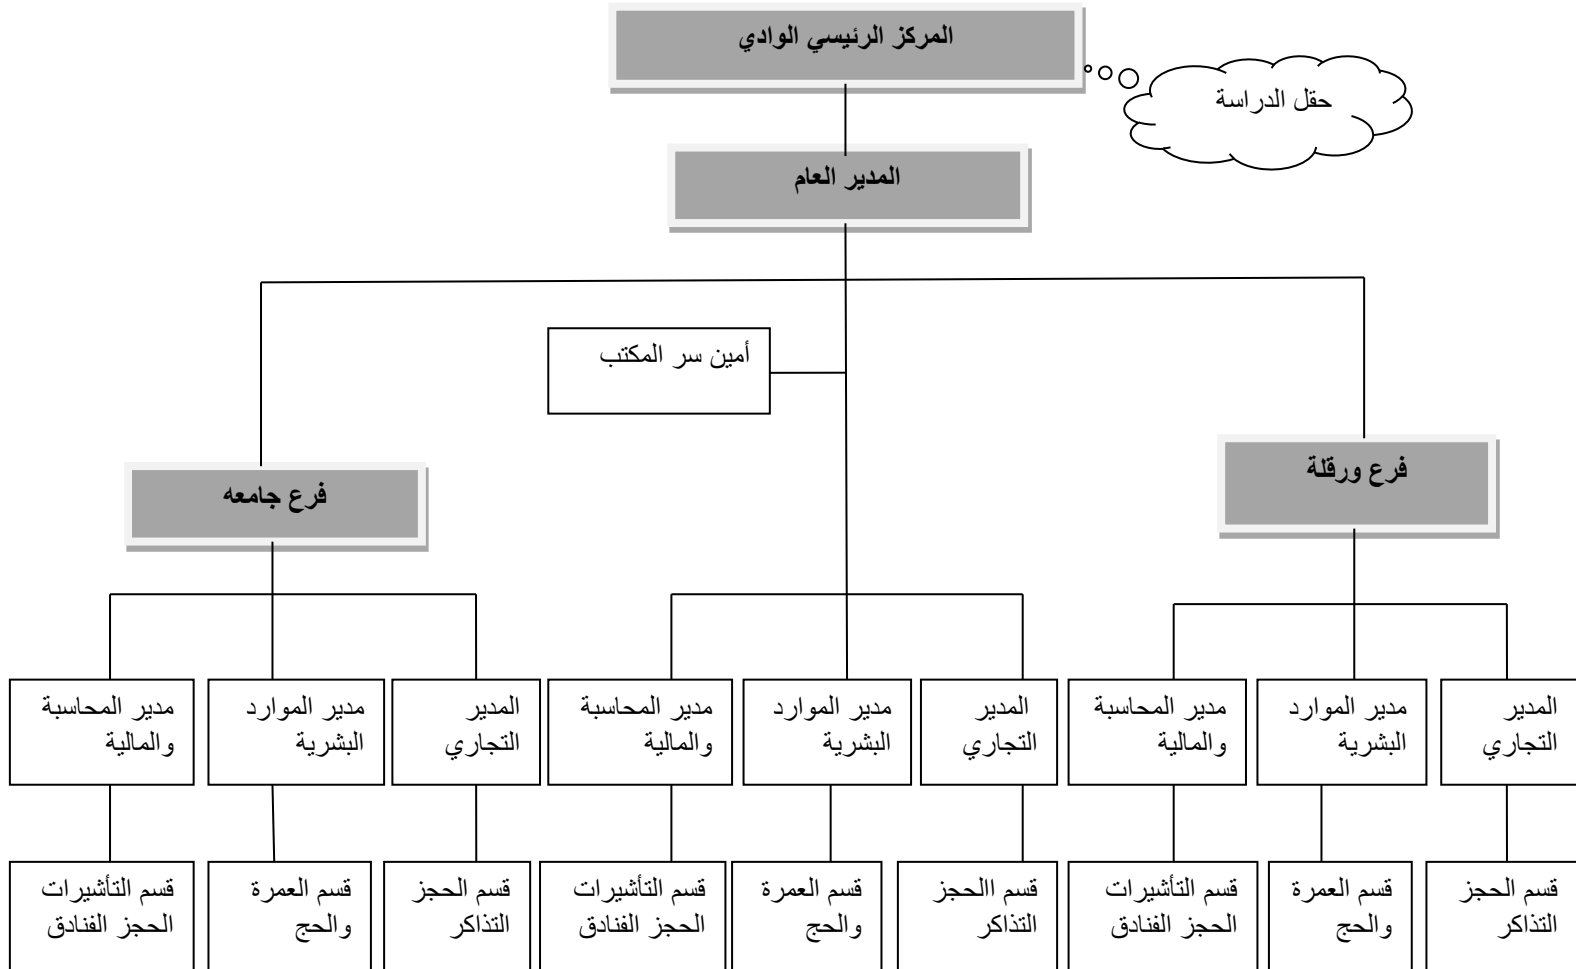 المركز الرئيسي الوادي
حقل الدراسة
المدير العام
أمين سر المكتب
فرع ورقلة
فرع جامعه
المدير
التجاري
مدير الموارد
البشرية
مدير المحاسبة
والمالية
المدير
التجاري
مدير الموارد
البشرية
مدير المحاسبة
والمالية
المدير
التجاري
مدير الموارد
البشرية
مدير المحاسبة
والمالية
قسم الحجز
التذاكر
قسم العمرة
والحج
قسم التأشيرات
الحجز الفنادق
قسم االحجز
التذاكر
قسم العمرة
والحج
قسم التأشيرات
الحجز الفنادق
قسم الحجز
التذاكر
قسم العمرة
والحج
قسم التأشيرات
الحجز الفنادق